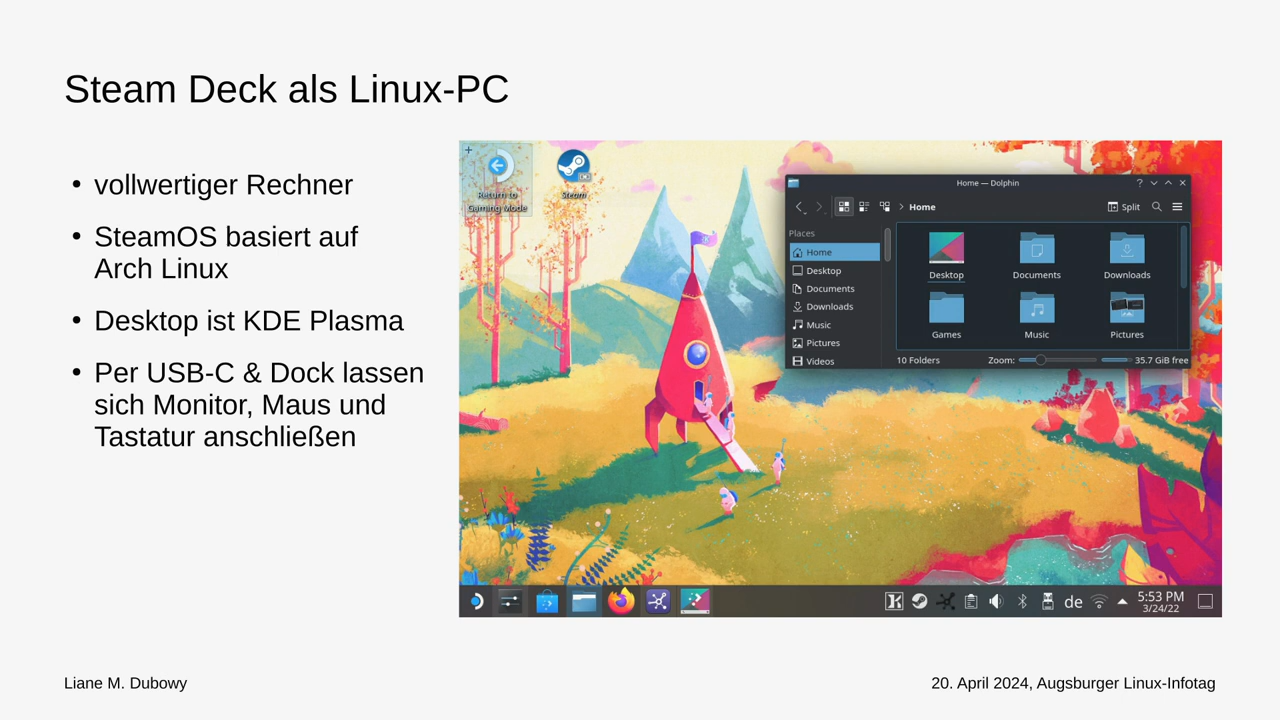 Steam Deck als Linux-PC
• vollwertiger Rechner
• SteamOS basiert auf
Arch Linux
• Desktop ist KDE Plasma
• Per USB-C & Dock lassen
sich Monitor, Maus und
Tastatur anschließen
Return to
Gaming Mode
Steam
Home — Dolphin
Home
Split
Places
Home
Desktop
Documents
Downloads
Music
Pictures
Videos
Desktop
Documents
Downloads
Games
Music
Pictures
10 Folders
Zoom:
35.7 GiB free
de
5:53 PM
3/24/22
Liane M. Dubowy
20. April 2024, Augsburger Linux-Infotag